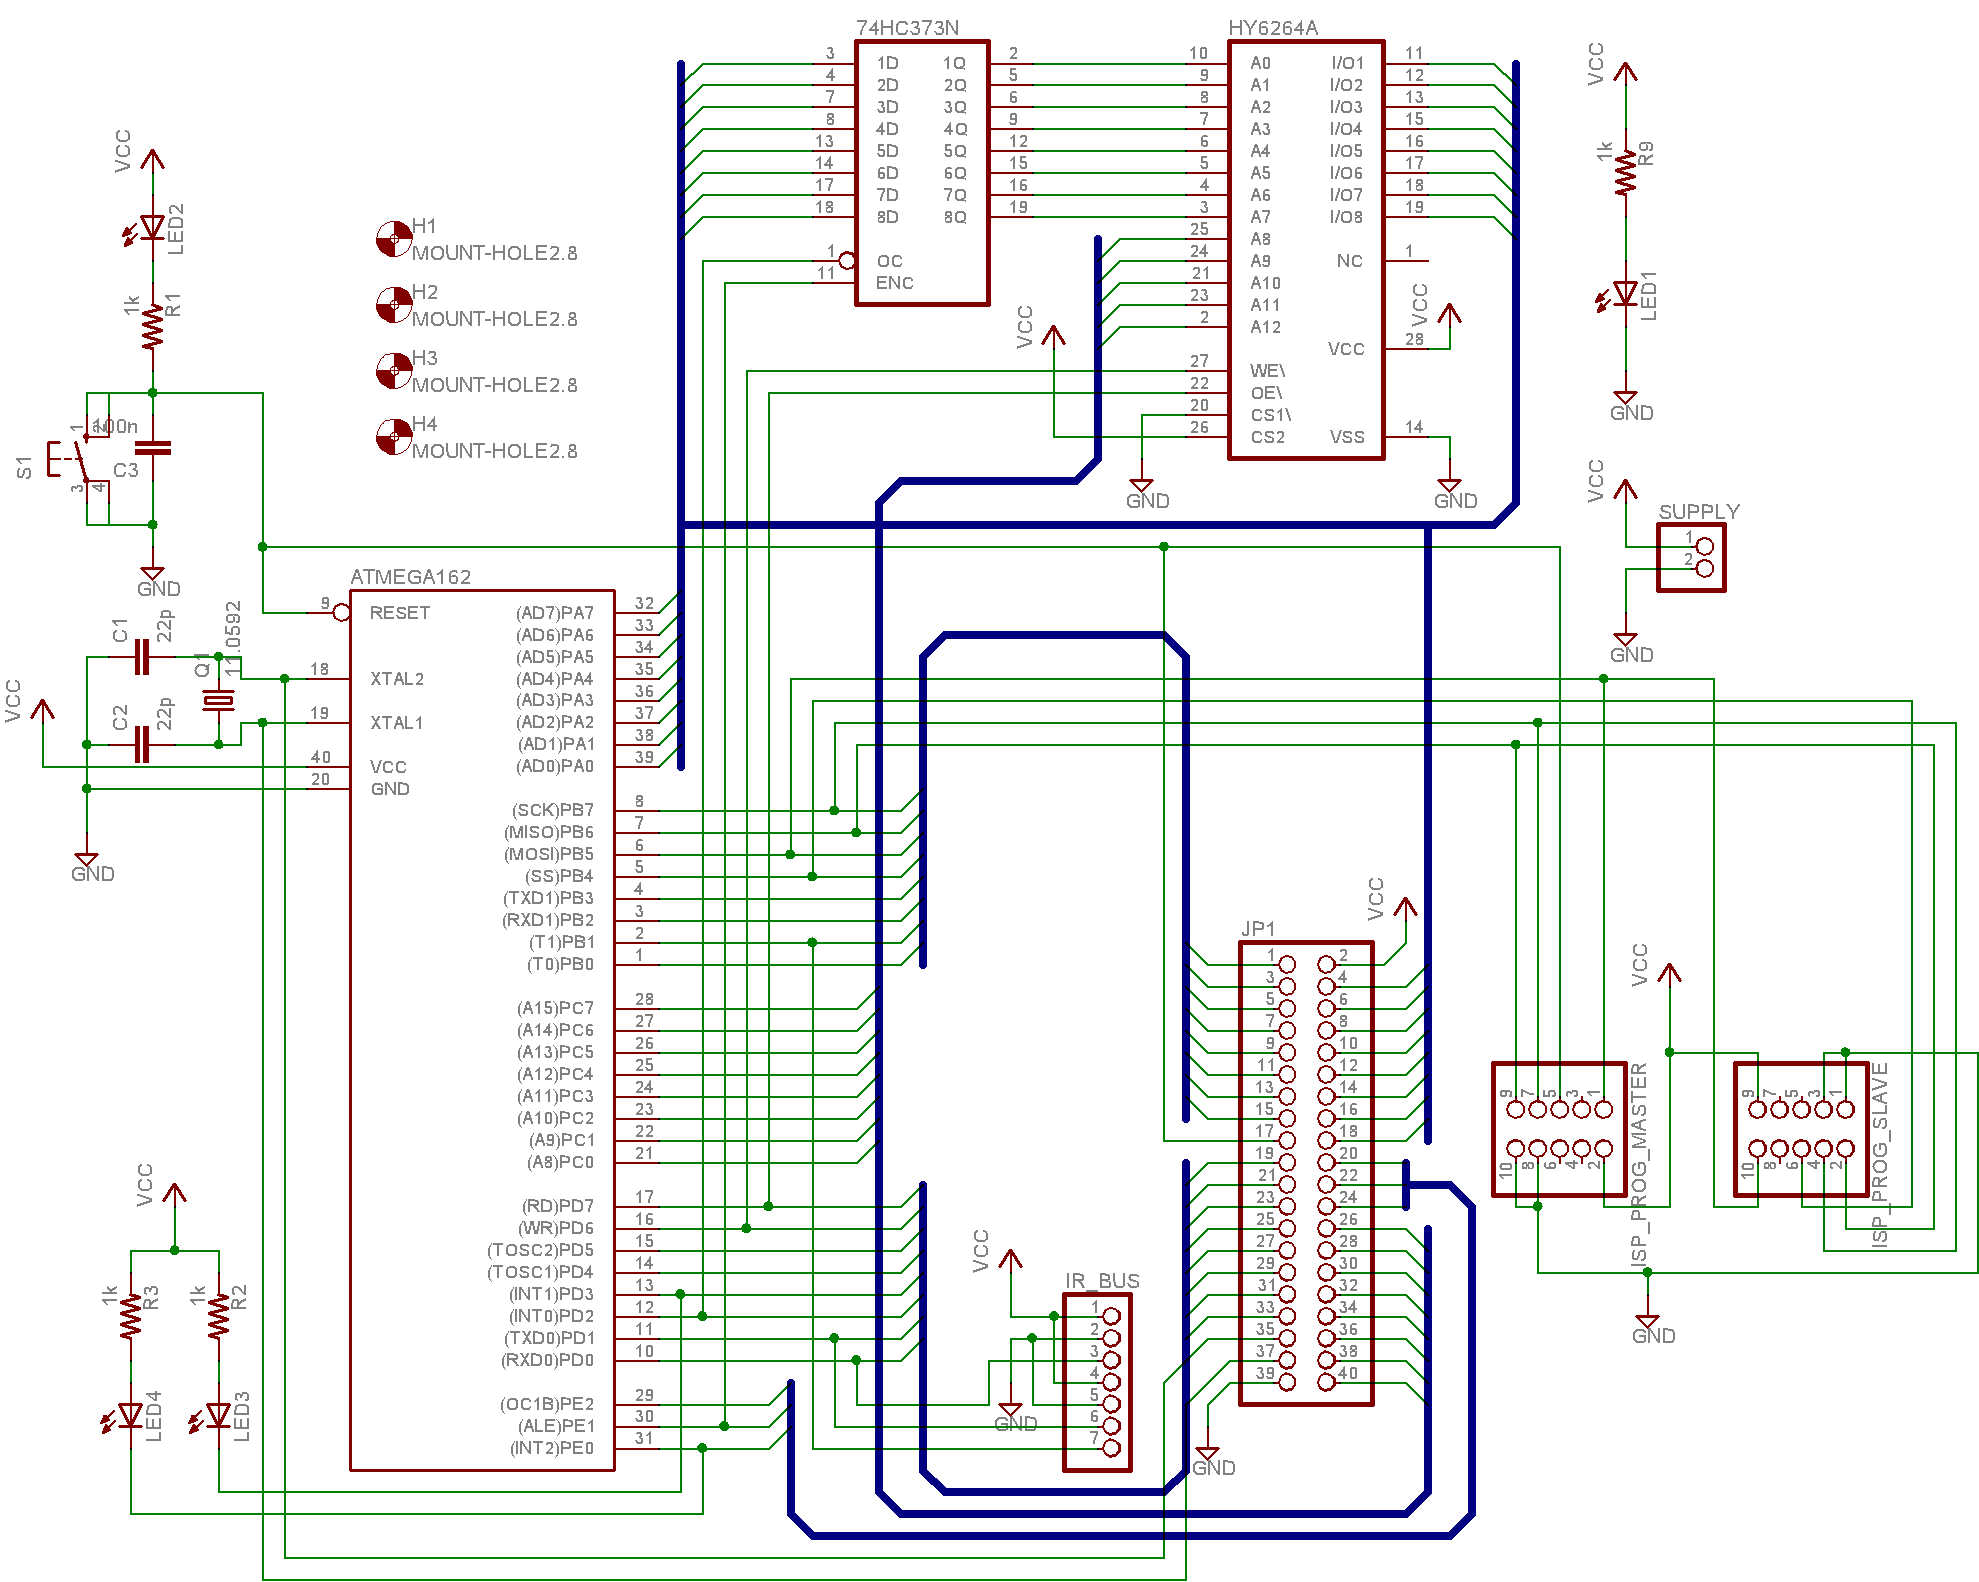 74HC373N
3 1D 1Q 2
4 2D 2Q 5
7 3D 3Q 6
8 4D 4Q 9
13 5D 5Q 12
14 6D 6Q 15
17 7D 7Q 16
18 8D 8Q 19
1 OC
11 ENC
HY6264A
10 A0 I/O1 11
9 A1 I/O2 12
8 A2 I/O3 13
7 A3 I/O4 15
6 A4 I/O5 16
5 A5 I/O6 17
4 A6 I/O7 18
3 A7 I/O8 19
25 A8
24 A9 NC 1
21 A10
23 A11
2 A12
VCC 28
27 WE\
22 OE\
20 CS1\
26 CS2 VSS 14
VCC
VCC
GND
GND
VCC
1k
R9
LED1
GND
VCC
LED2
1k
R1
H1
MOUNT-HOLE2.8
H2
MOUNT-HOLE2.8
H3
MOUNT-HOLE2.8
H4
MOUNT-HOLE2.8
S1
1
2
3
4
100n
C3
GND
VCC
SUPPLY
1
2
GND
ATMEGA162
9 RESET
18 XTAL2
19 XTAL1
40 VCC
20 GND
(AD7)PA7 32
(AD6)PA6 33
(AD5)PA5 34
(AD4)PA4 35
(AD3)PA3 36
(AD2)PA2 37
(AD1)PA1 38
(AD0)PA0 39
(SCK)PB7 8
(MISO)PB6 7
(MOSI)PB5 6
(SS)PB4 5
(TXD1)PB3 4
(RXD1)PB2 3
(T1)PB1 2
(T0)PB0 1
(A15)PC7 28
(A14)PC6 27
(A13)PC5 26
(A12)PC4 25
(A11)PC3 24
(A10)PC2 23
(A9)PC1 22
(A8)PC0 21
(RD)PD7 17
(WR)PD6 16
(TOSC2)PD5 15
(TOSC1)PD4 14
(INT1)PD3 13
(INT0)PD2 12
(TXD0)PD1 11
(RXD0)PD0 10
(OC1B)PE2 29
(ALE)PE1 30
(INT2)PE0 31
C1
22p
Q1
11.0592
C2
22p
VCC
GND
VCC
1k
R3
1k
R2
LED4
LED3
VCC
IR_BUS
1
2
3
4
5
6
7
GND
VCC
JP1
1 2
3 4
5 6
7 8
9 10
11 12
13 14
15 16
17 18
19 20
21 22
23 24
25 26
27 28
29 30
31 32
33 34
35 36
37 38
39 40
GND
VCC
9 7 5 3 1
10 8 6 4 2
ISP_PROG_MASTER
9 7 5 3 1
10 8 6 4 2
ISP_PROG_SLAVE
GND